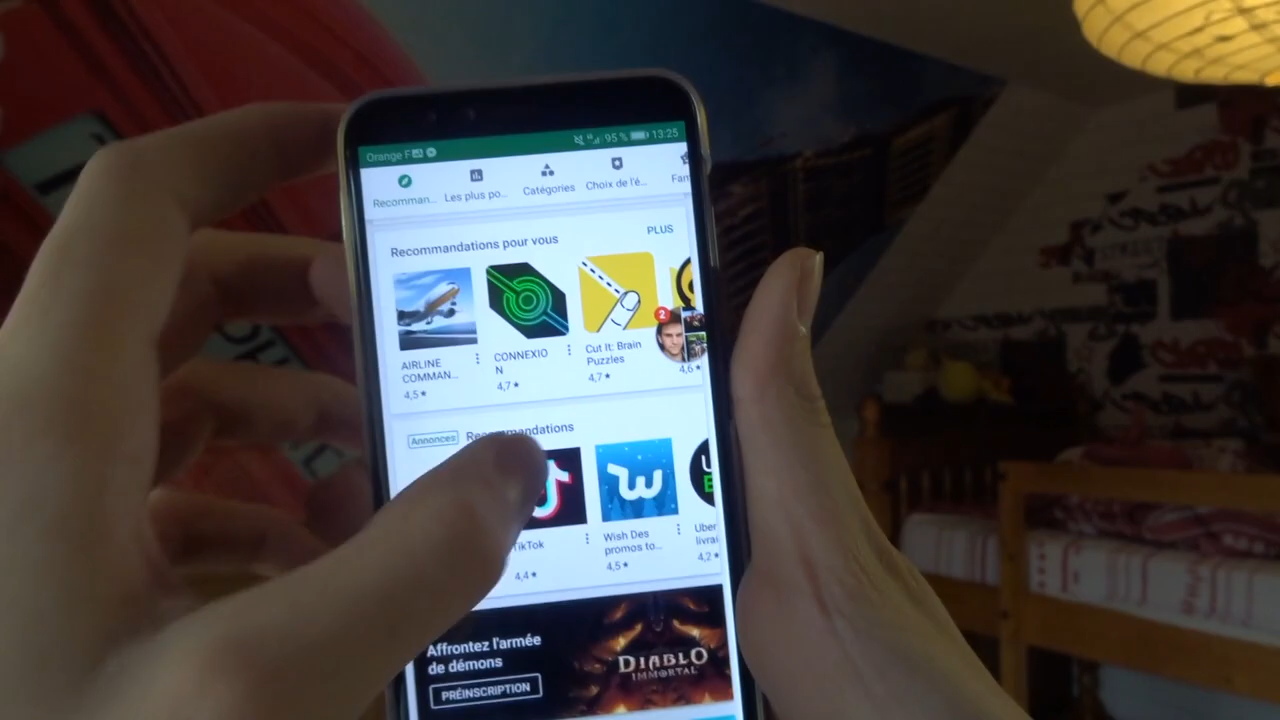 Orange F 95 % 13:25
Recomman... Les plus po... Catégories Choix de l'é... Fam
Recommandations pour vous PLUS
2
AIRLINE
COMMAN...
4,5★
CONNEXIO
N
4,7★
Cut It: Brain
Puzzles
4,7★
4,6★
Annonces Recommandations
TikTok
4,4★
Wish Des
promos to...
4,5★
Uber
livrai
4,2★
Affrontez l'armée
de démons
PRÉINSCRIPTION
DIABLO
IMMORTAL